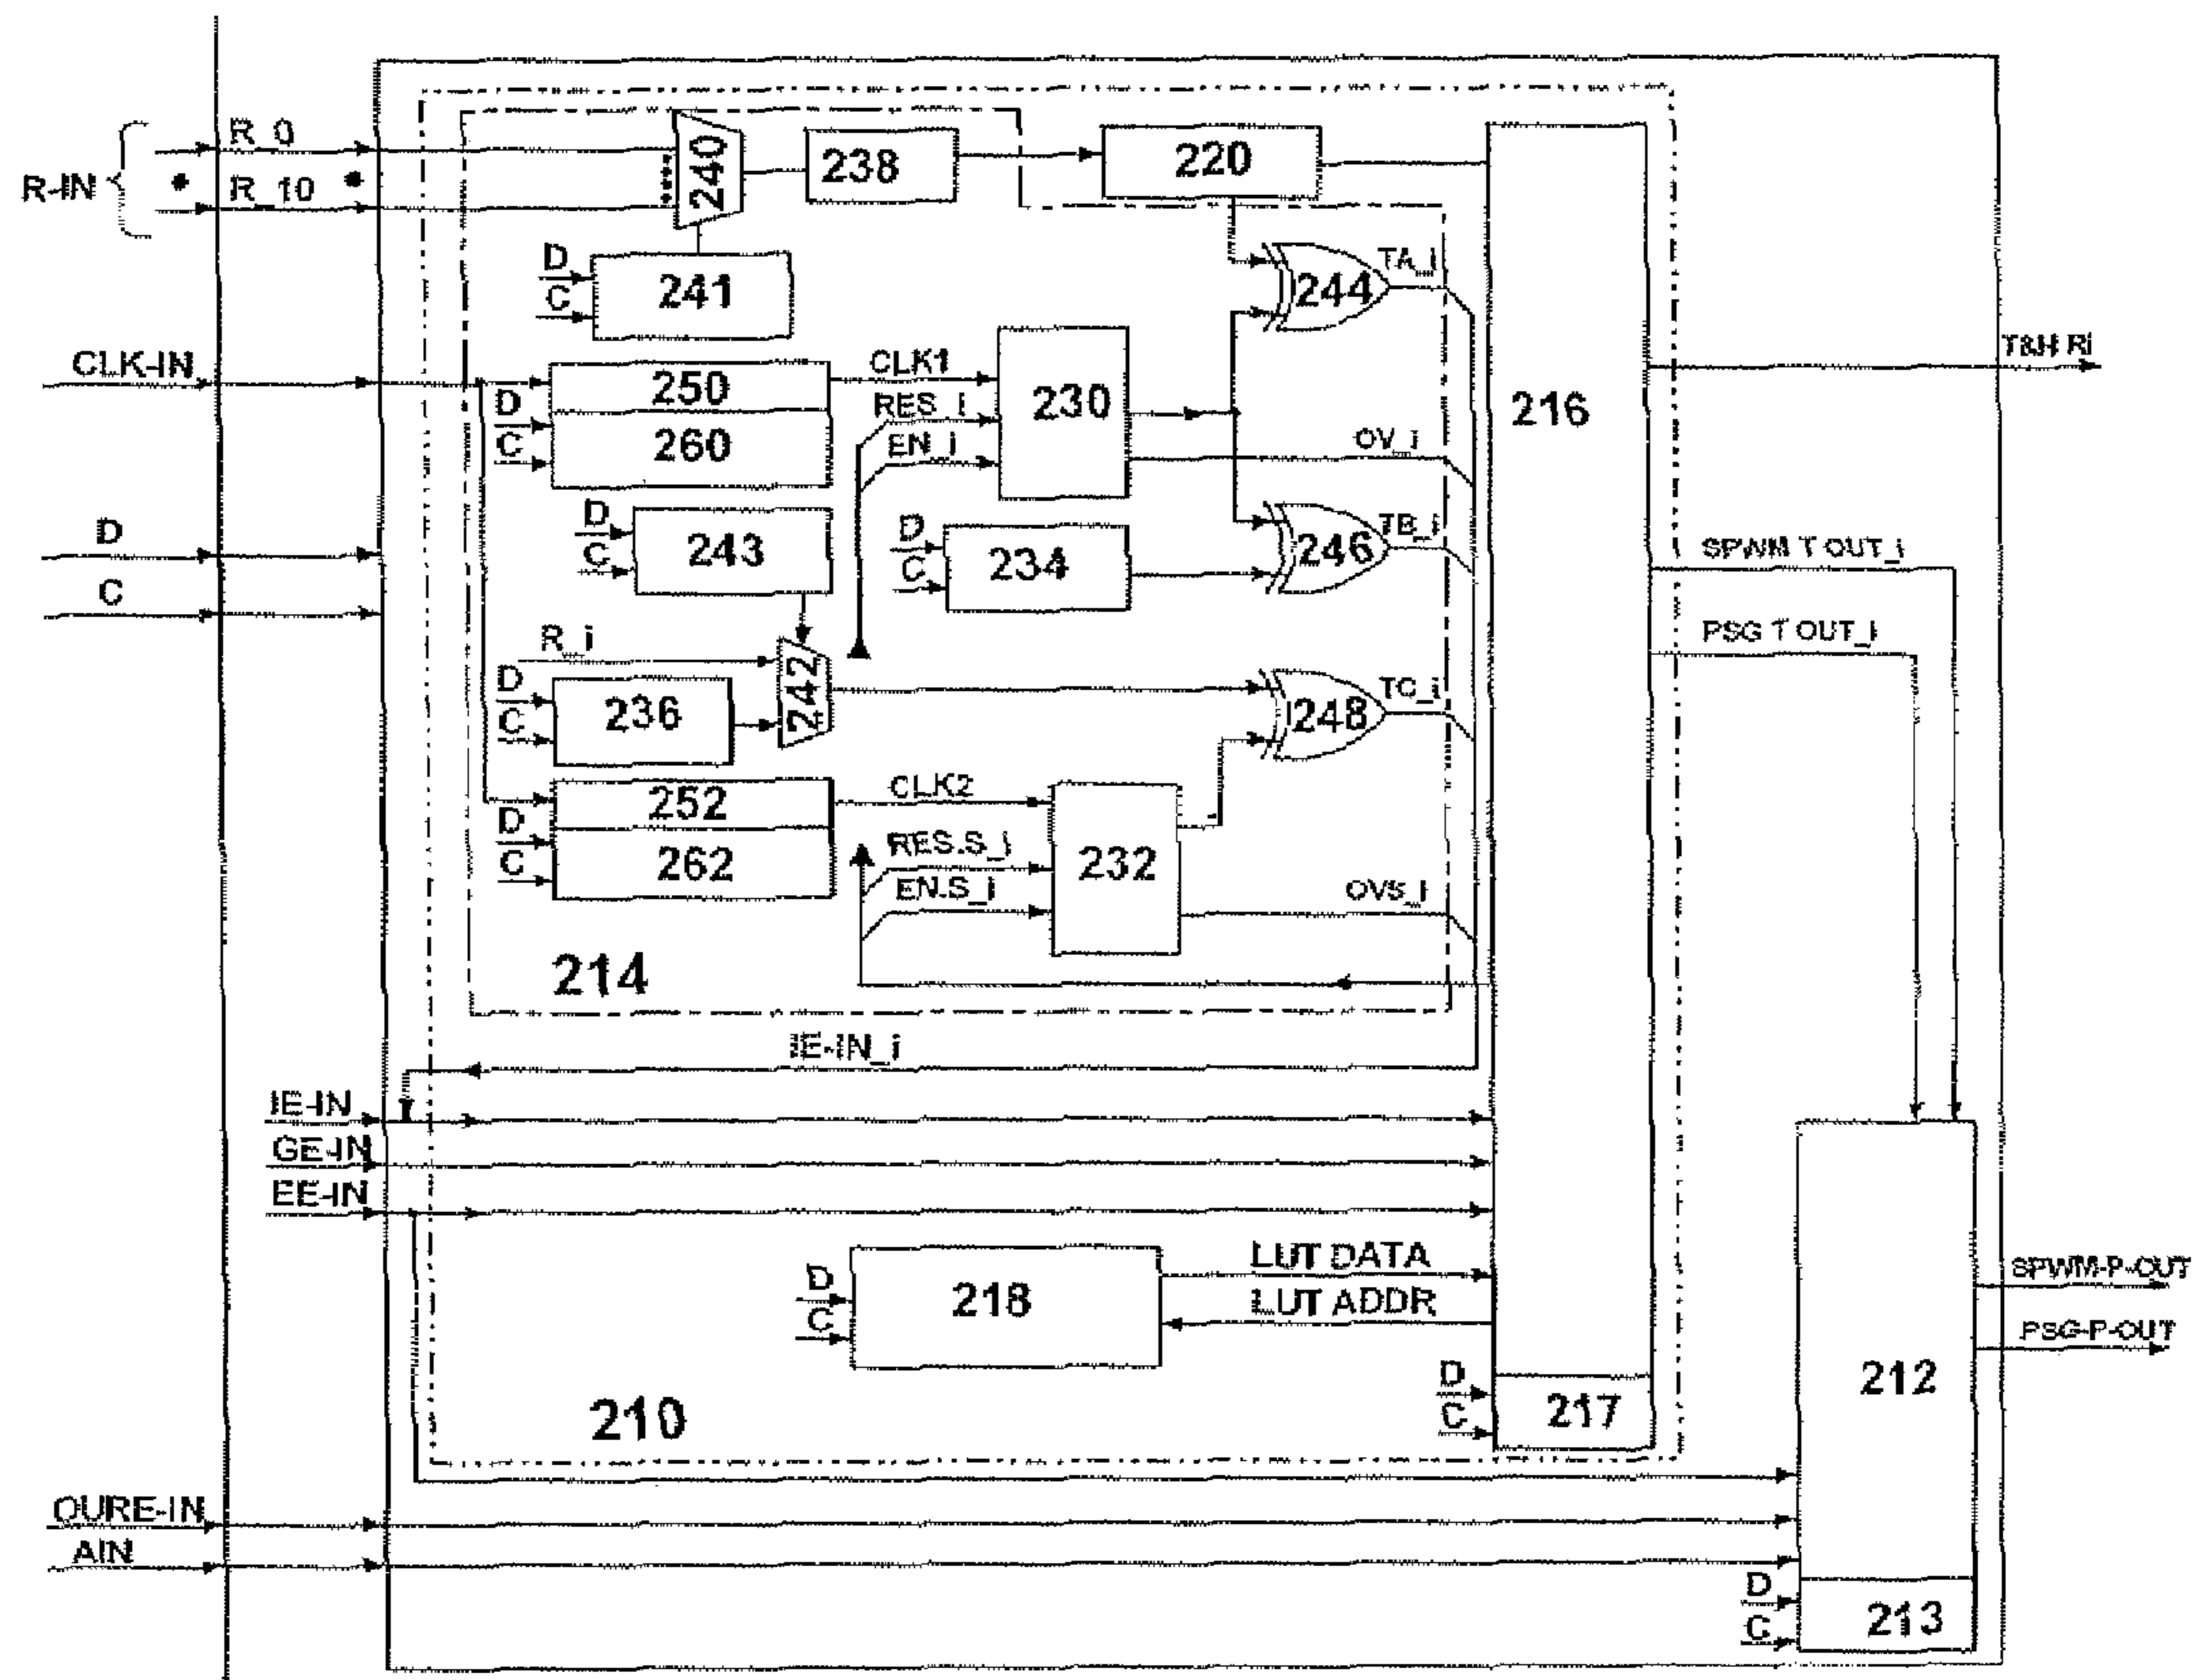 R-IN
R_0
R_10
240
238
220
D
C
241
TA_i
244
CLK-IN
250
260
D
C
CLK1
RES_i
EN_i
230
OV_i
216
T&H Ri
D
C
D
C
243
D
C
234
TB_i
246
SPWM T OUT_i
PSG T OUT_i
R_i
D
C
236
242
TC_i
248
252
262
D
C
CLK2
RES.S_i
EN.S_i
232
OVS_i
214
IE-IN_i
IE-IN
GE-IN
EE-IN
D
C
218
LUT DATA
LUT ADDR
SPWM-P-OUT
PSG-P-OUT
212
210
D
C
217
OURE-IN
AIN
D
C
213